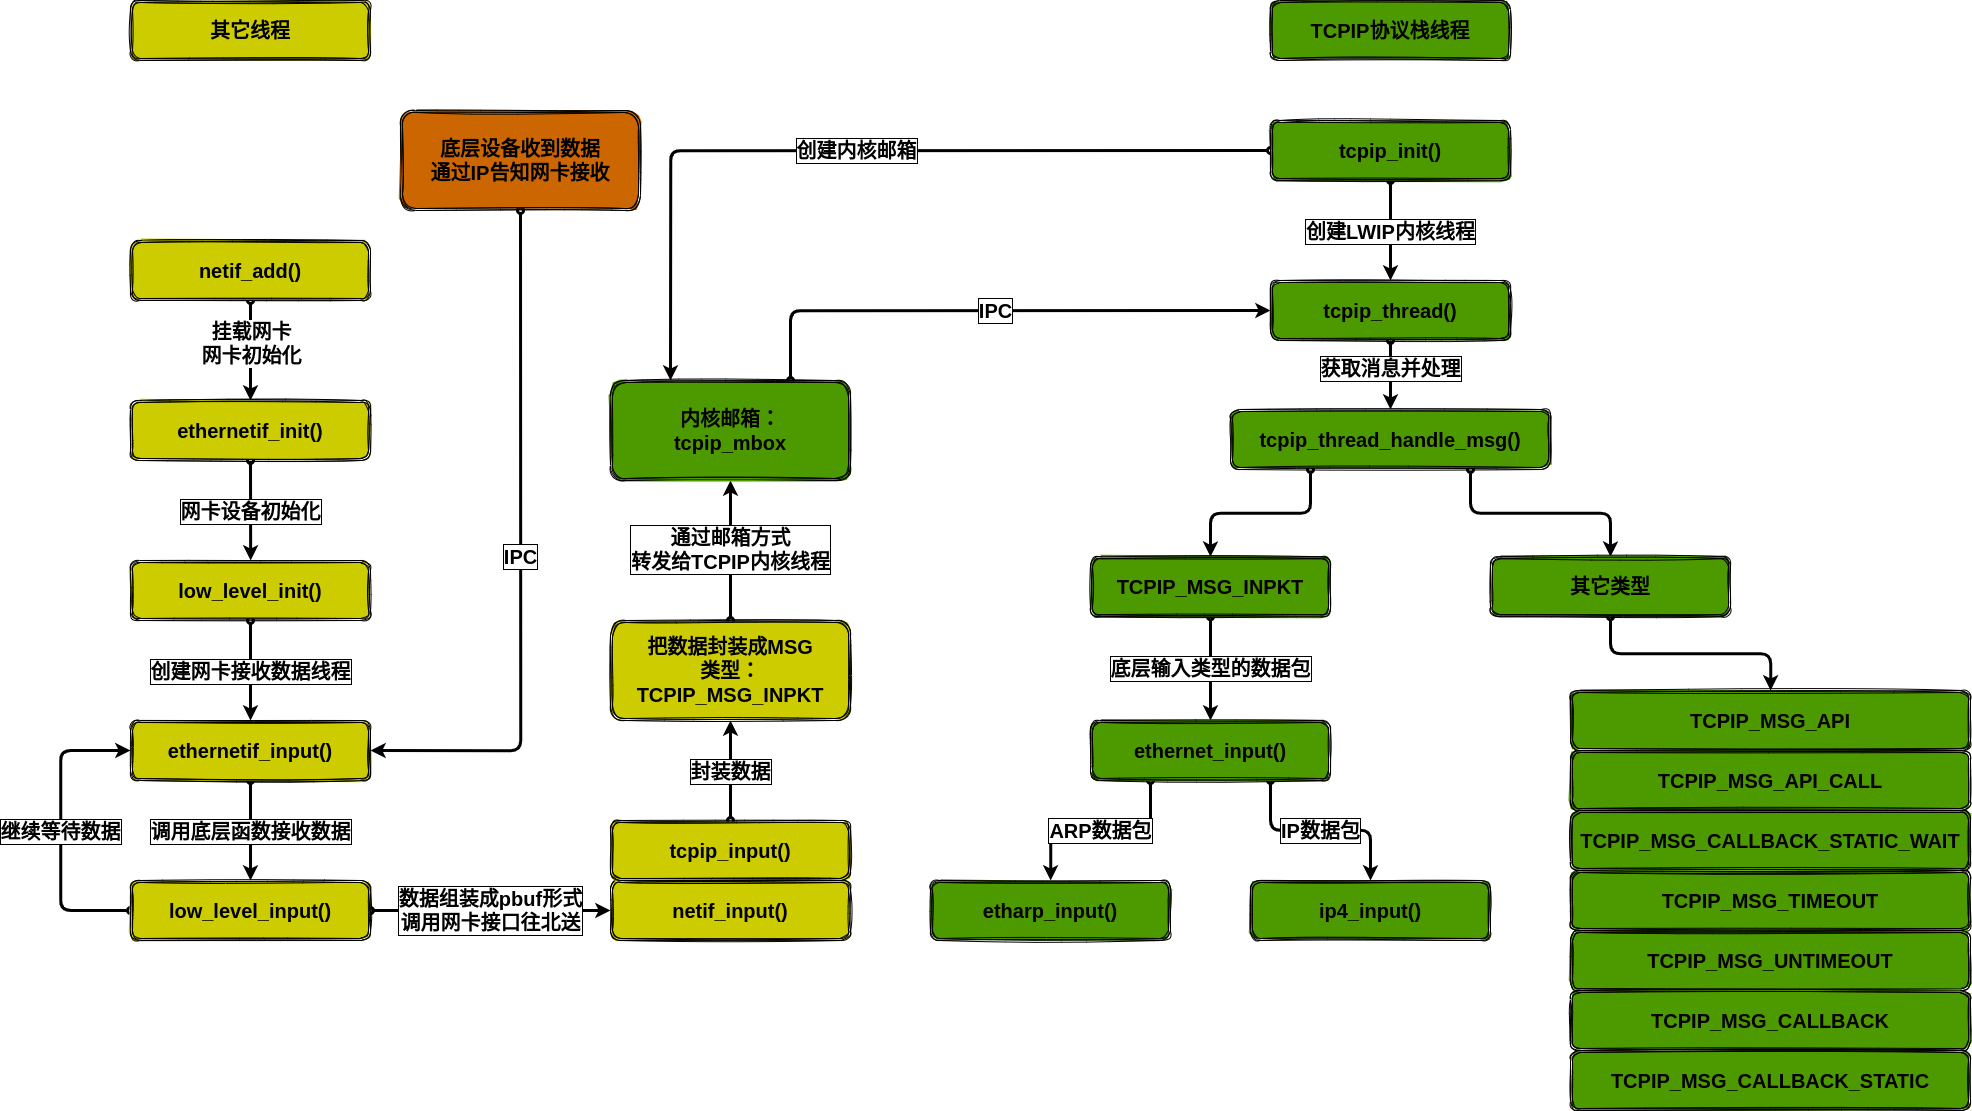 其它线程
TCPIP协议栈线程
底层设备收到数据
通过IP告知网卡接收
创建内核邮箱
tcpip_init()
创建LWIP内核线程
netif_add()
挂载网卡
网卡初始化
IPC
tcpip_thread()
获取消息并处理
ethernetif_init()
内核邮箱：
tcpip_mbox
tcpip_thread_handle_msg()
网卡设备初始化
通过邮箱方式
转发给TCPIP内核线程
IPC
low_level_init()
TCPIP_MSG_INPKT
其它类型
创建网卡接收数据线程
把数据封装成MSG
类型：
TCPIP_MSG_INPKT
底层输入类型的数据包
ethernetif_input()
封装数据
ethernet_input()
TCPIP_MSG_API
TCPIP_MSG_API_CALL
TCPIP_MSG_CALLBACK_STATIC_WAIT
TCPIP_MSG_TIMEOUT
TCPIP_MSG_UNTIMEOUT
TCPIP_MSG_CALLBACK
TCPIP_MSG_CALLBACK_STATIC
继续等待数据
调用底层函数接收数据
tcpip_input()
ARP数据包
IP数据包
low_level_input()
数据组装成pbuf形式
调用网卡接口往北送
netif_input()
etharp_input()
ip4_input()